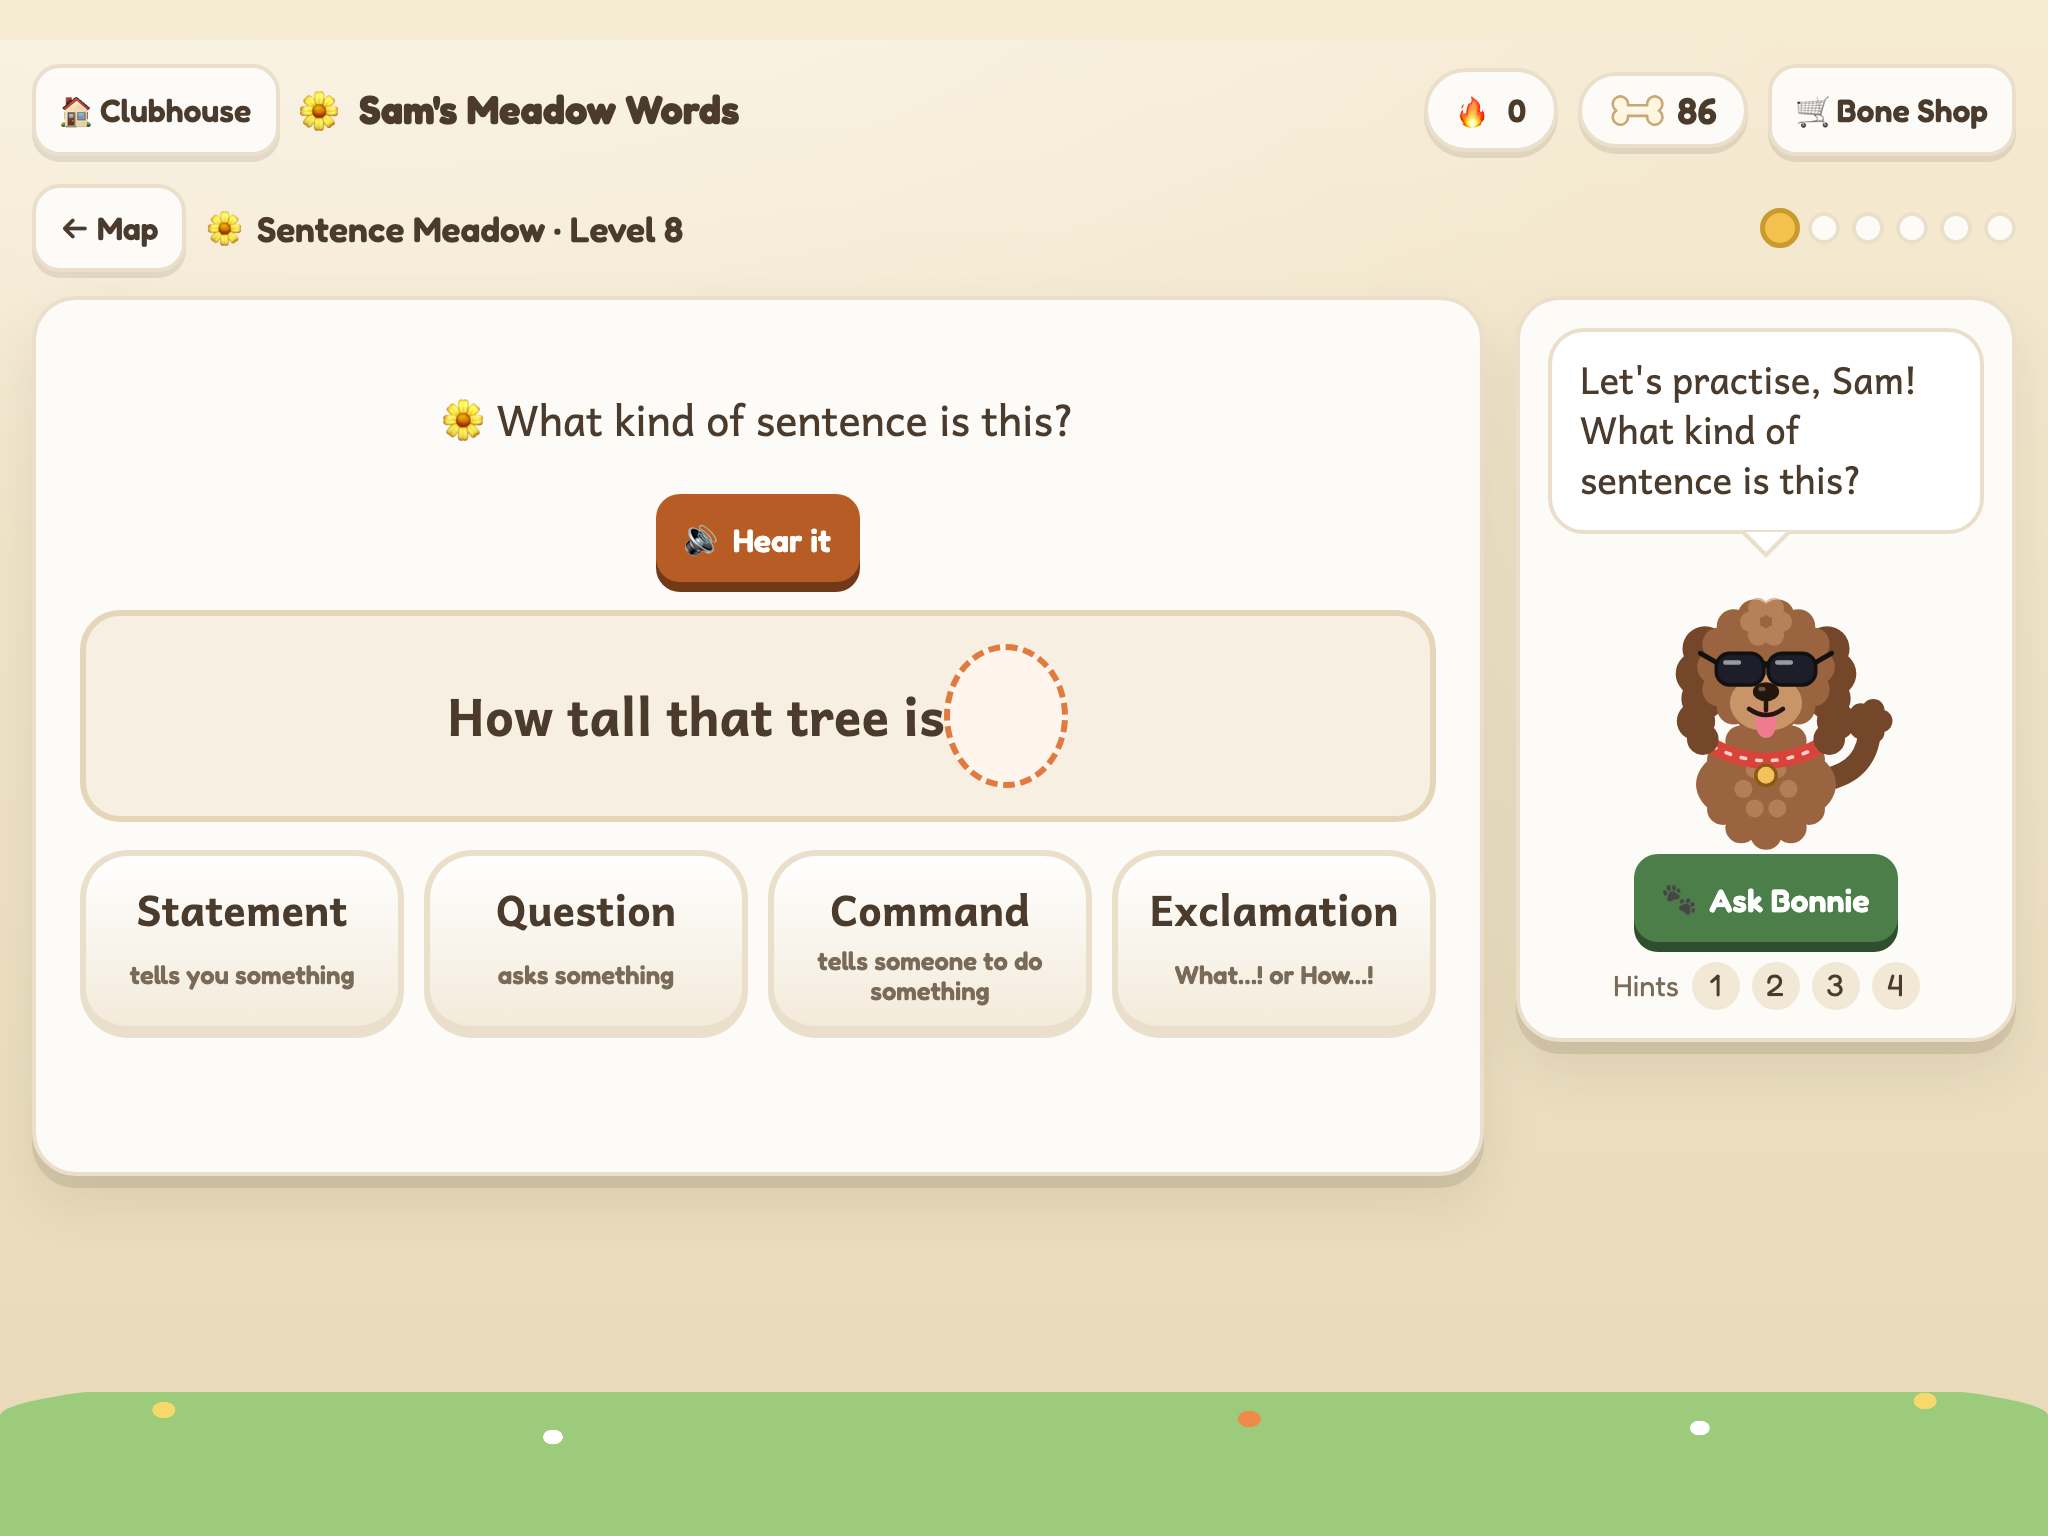 Clubhouse
Sam's Meadow Words
0
86
Bone Shop
← Map
Sentence Meadow · Level 8
What kind of sentence is this?
Hear it
How tall that tree is
Statement
tells you something
Question
asks something
Command
tells someone to do
something
Exclamation
What...! or How...!
Let's practise, Sam!
What kind of
sentence is this?
Ask Bonnie
Hints 1 2 3 4